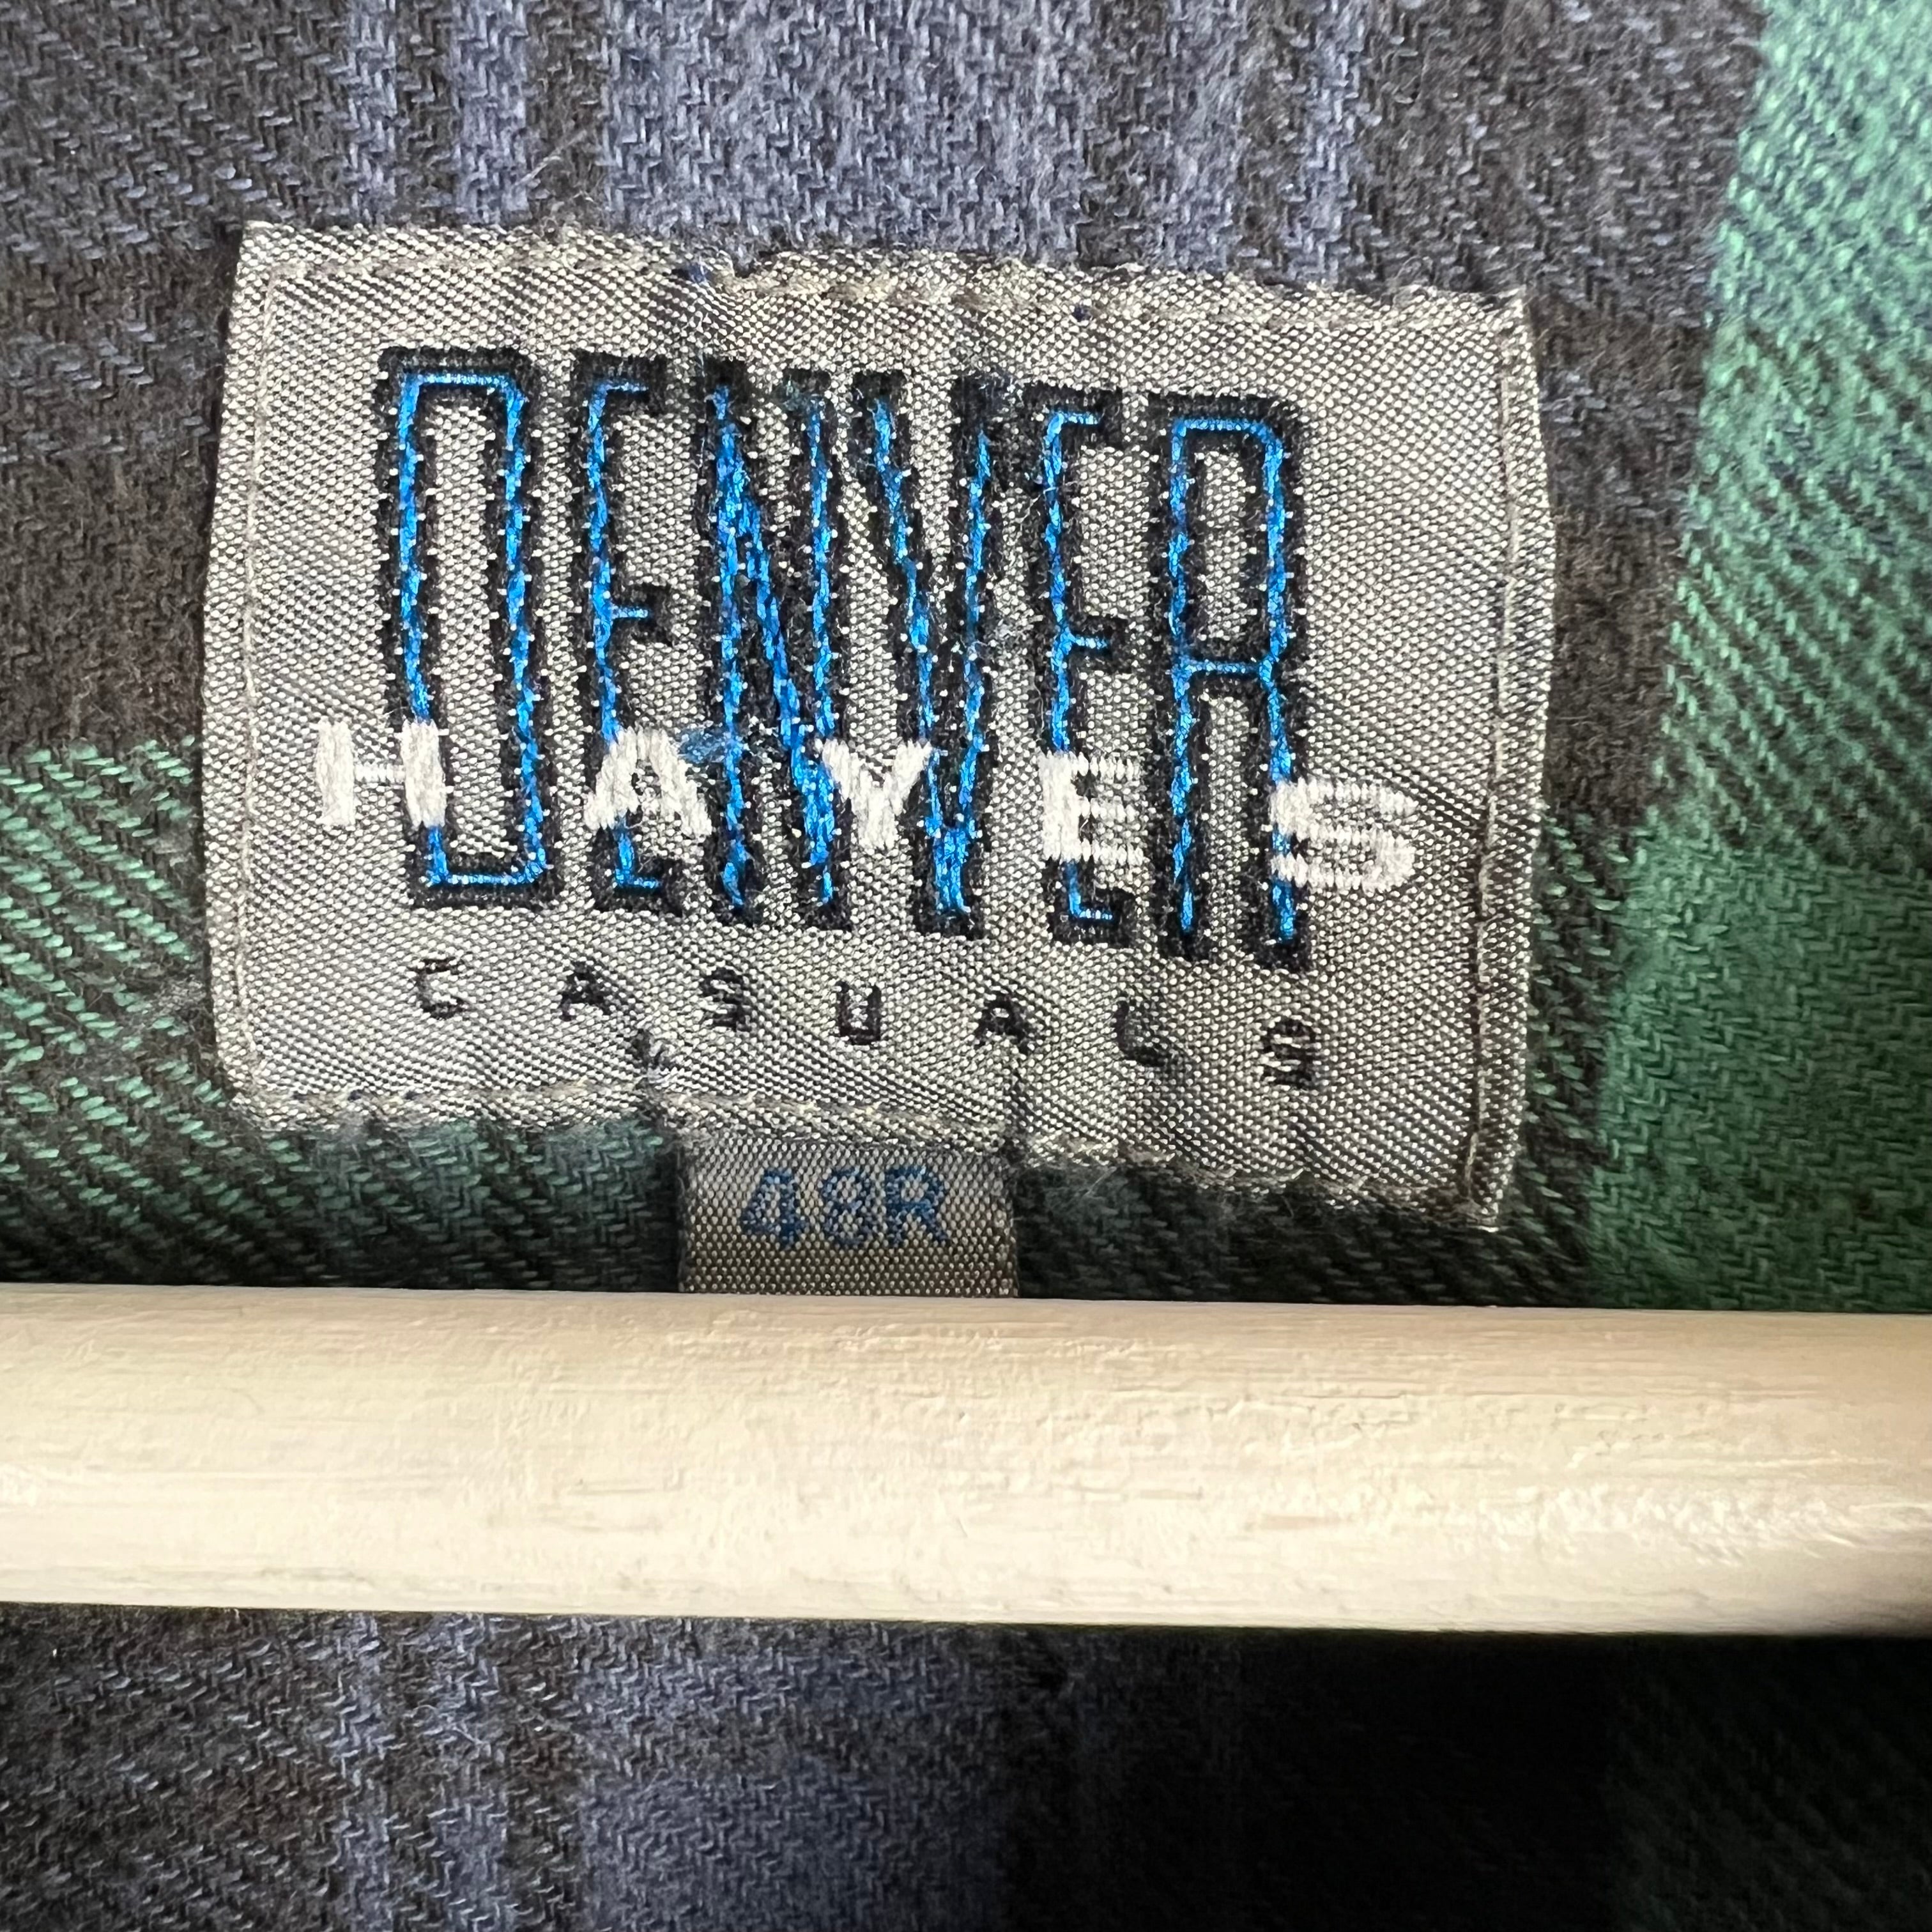 DENVER
HAYES
CASUALS
48R